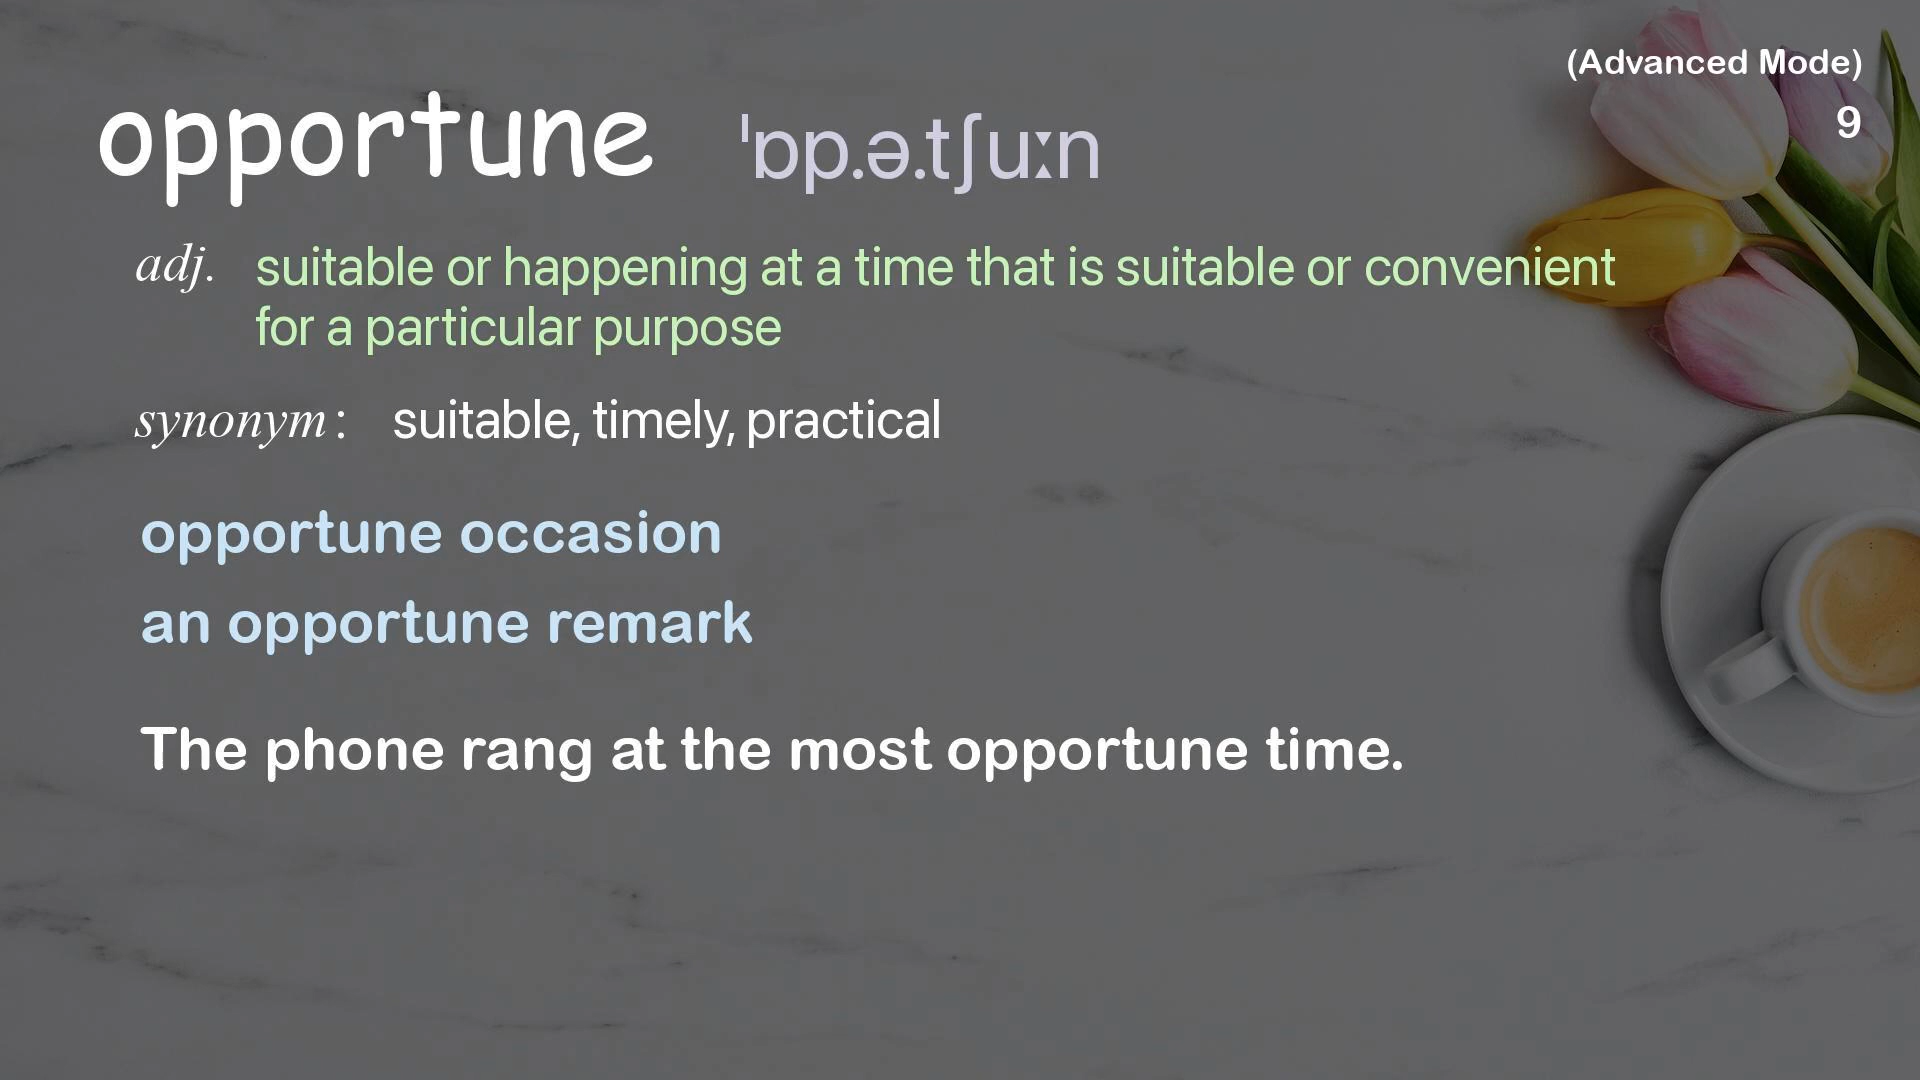 (Advanced Mode)
opportune ˈɒp.ə.tʃuːn
9
adj. suitable or happening at a time that is suitable or convenient
for a particular purpose
synonym: suitable, timely, practical
opportune occasion
an opportune remark
The phone rang at the most opportune time.